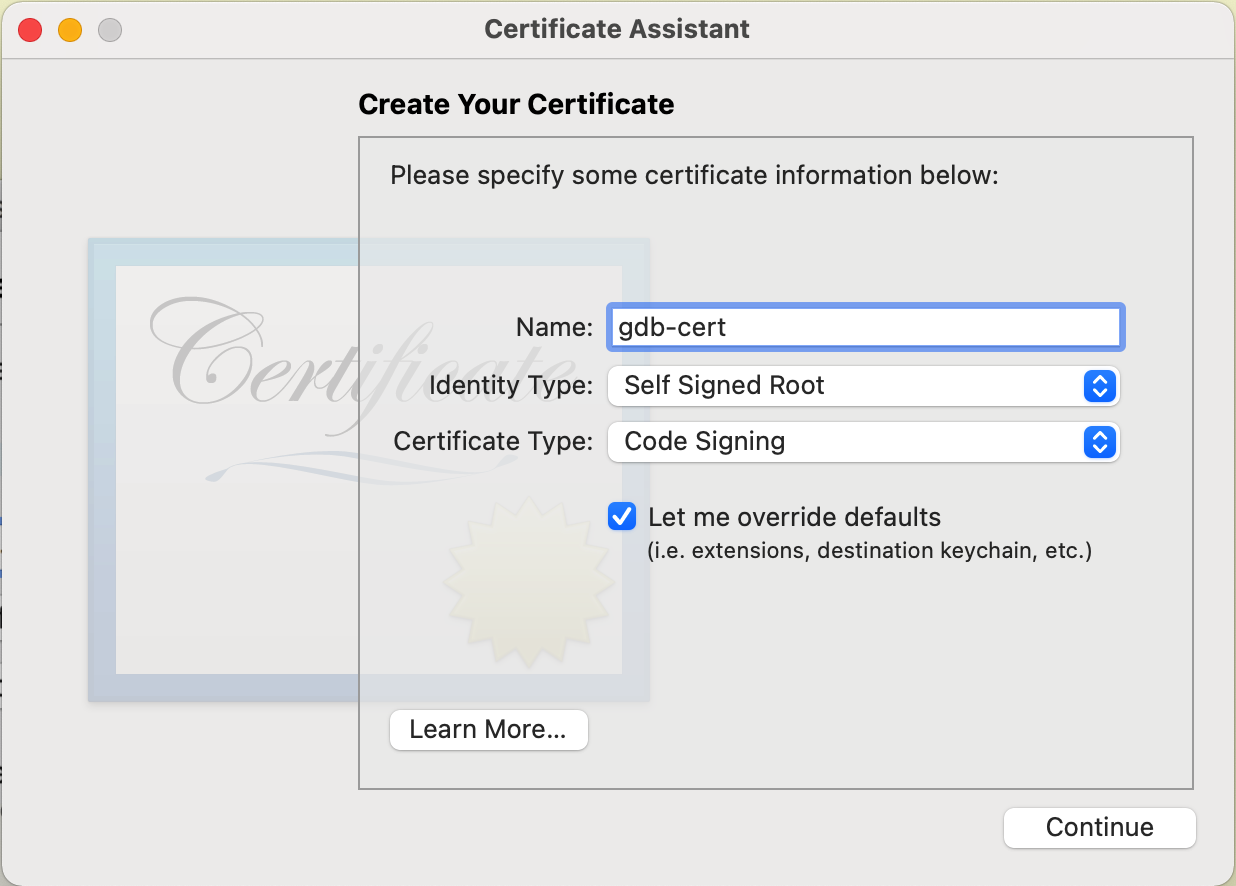 Certificate Assistant
Create Your Certificate
Please specify some certificate information below:
Certificate
Name: gdb-cert
Identity Type: Self Signed Root
Certificate Type: Code Signing
Let me override defaults
(i.e. extensions, destination keychain, etc.)
Learn More...
Continue